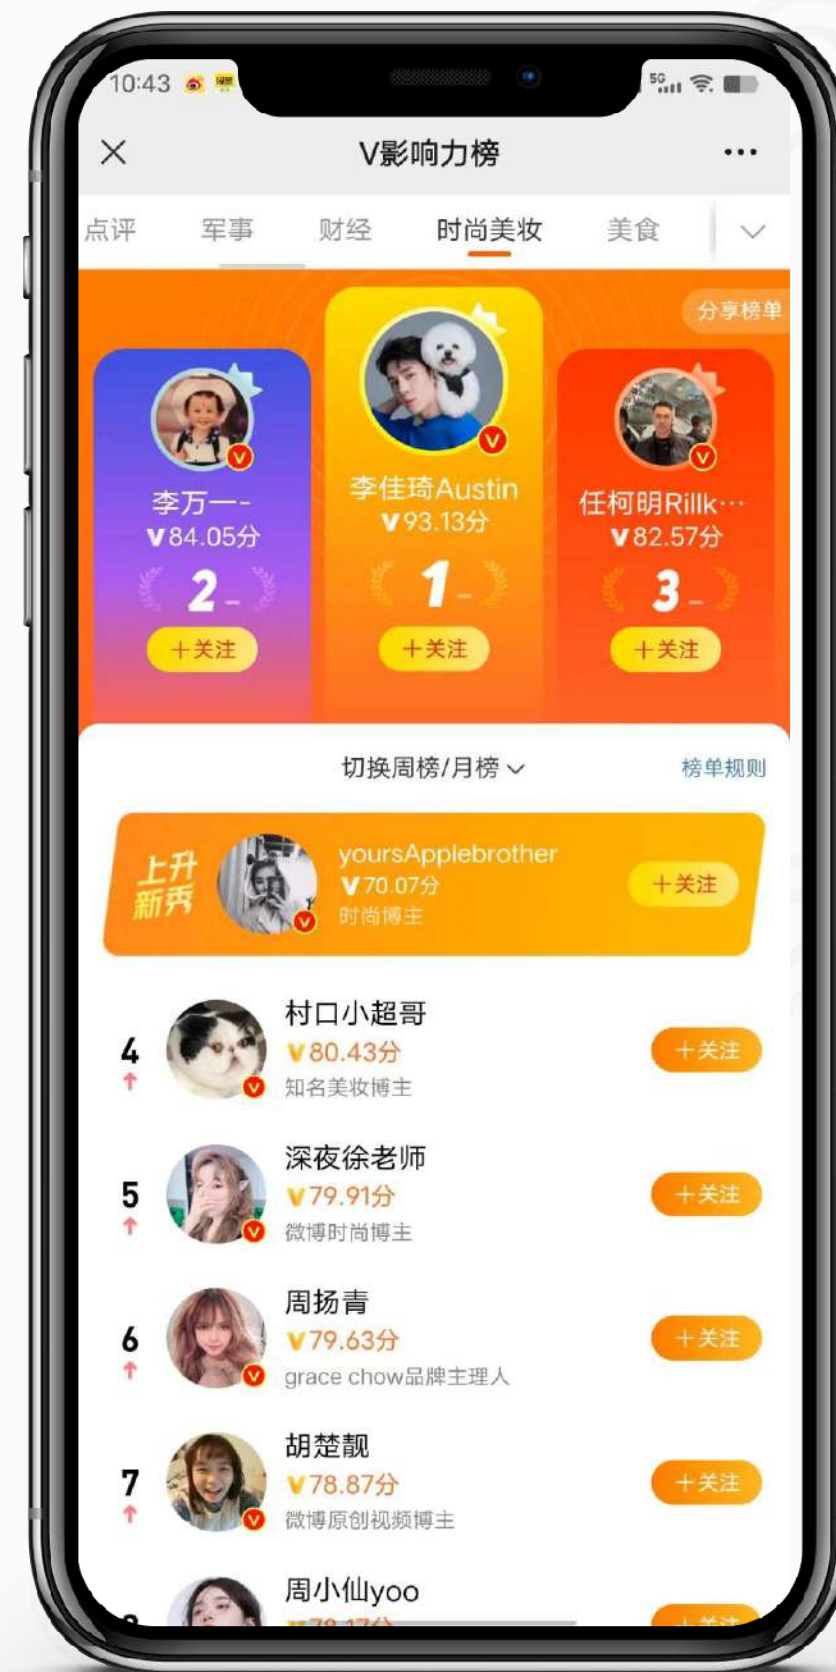 10:43
5G
V影响力榜
点评
军事
财经
时尚美妆
美食
分享榜单
李万一-
V84.05分
2
+关注
李佳琦Austin
V93.13分
1
+关注
任柯明Rillk…
V82.57分
3
+关注
切换周榜/月榜
榜单规则
上升
新秀
yoursApplebrother
V70.07分
时尚博主
+关注
4
村口小超哥
V80.43分
知名美妆博主
+关注
5
深夜徐老师
V79.91分
微博时尚博主
+关注
6
周扬青
V79.63分
grace chow品牌主理人
+关注
7
胡楚靓
V78.87分
微博原创视频博主
+关注
周小仙yoo